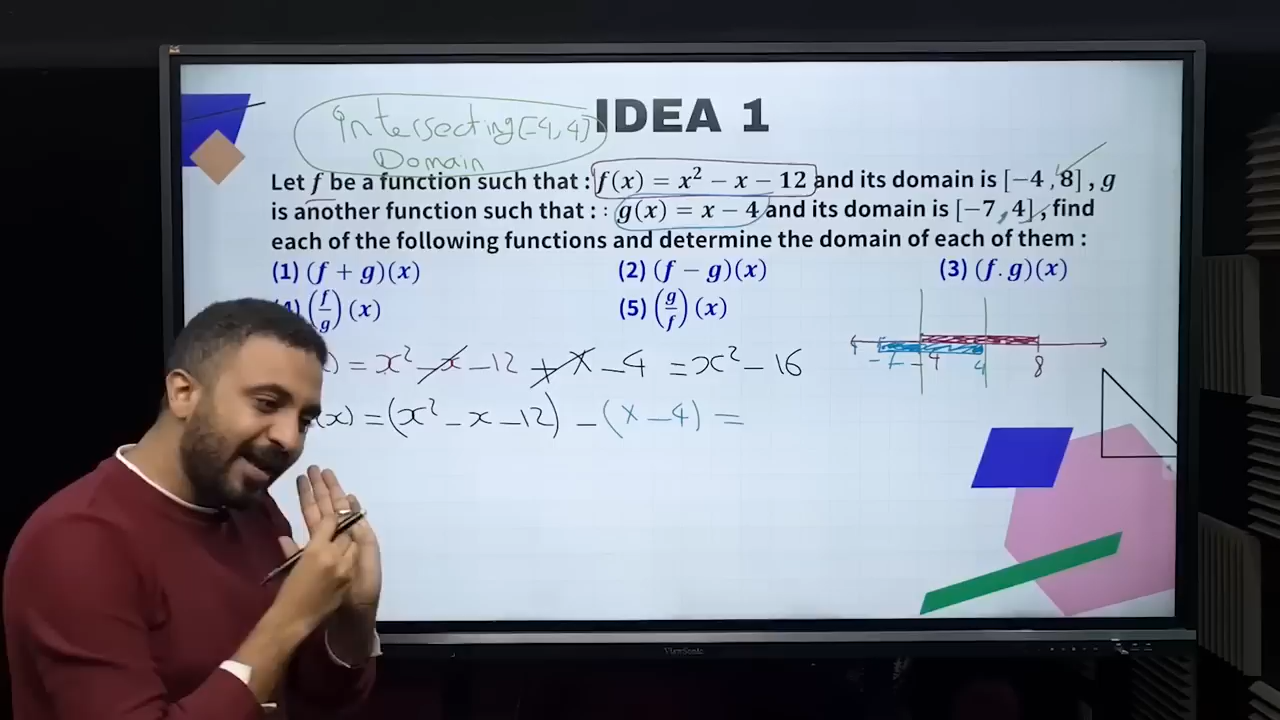 Intersecting [-4, 4]
Domain
IDEA 1
Let f be a function such that : f(x) = x² − x − 12 and its domain is [−4 , 8] , g
is another function such that : : g(x) = x − 4 and its domain is [−7 , 4] , find
each of the following functions and determine the domain of each of them :
(1) (f + g)(x) (2) (f − g)(x) (3) (f. g)(x)
(f/g) (x) (5) (g/f) (x)
) = x² - x - 12 + x - 4 = x² - 16
-7 -4 4 8
(x) = (x² - x - 12) - (x - 4) =
ViewSonic